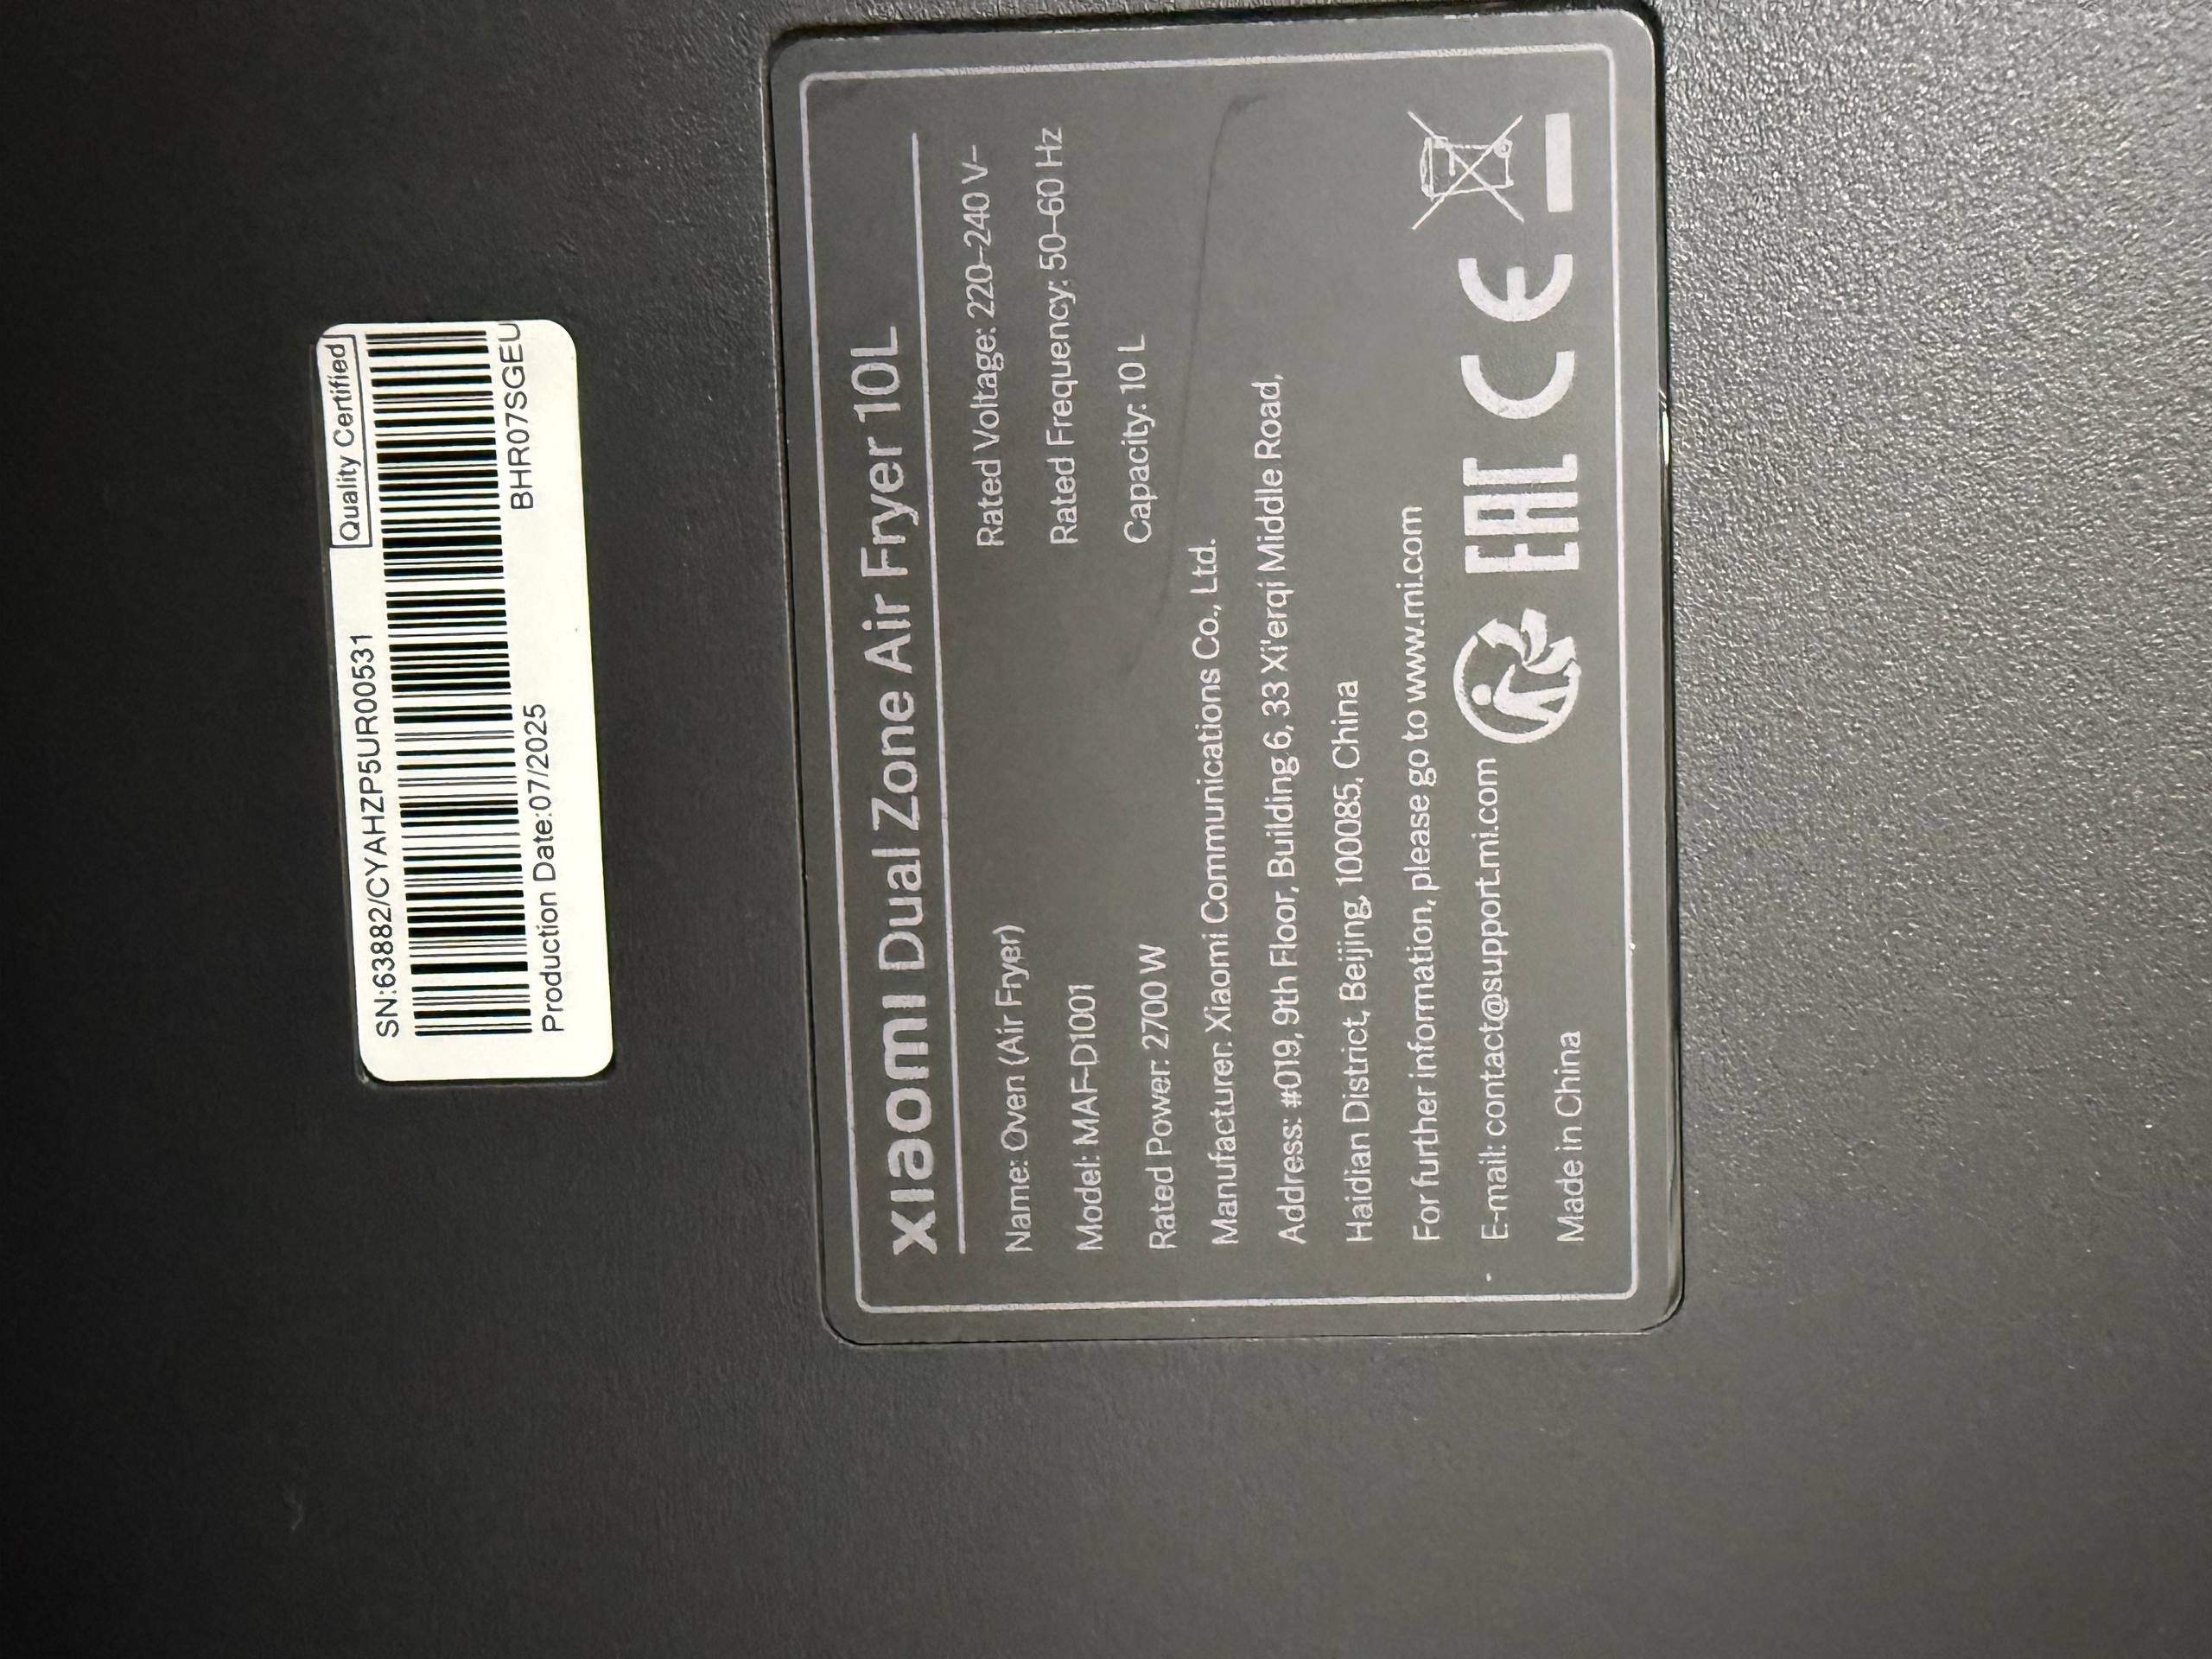 Quality Certified
SN:63882/CYAHZP5UR00531
BHR07SGEU
Production Date:07/2025
xiaomi Dual Zone Air Fryer 10L
Name: Oven (Air Fryer)
Rated Voltage: 220–240 V~
Model: MAF-D1001
Rated Frequency: 50–60 Hz
Rated Power: 2700 W
Capacity: 10 L
Manufacturer: Xiaomi Communications Co., Ltd.
Address: #019, 9th Floor, Building 6, 33 Xi'erqi Middle Road,
Haidian District, Beijing, 100085, China
For further information, please go to www.mi.com
E-mail: contact@support.mi.com
Made in China
EAC CE